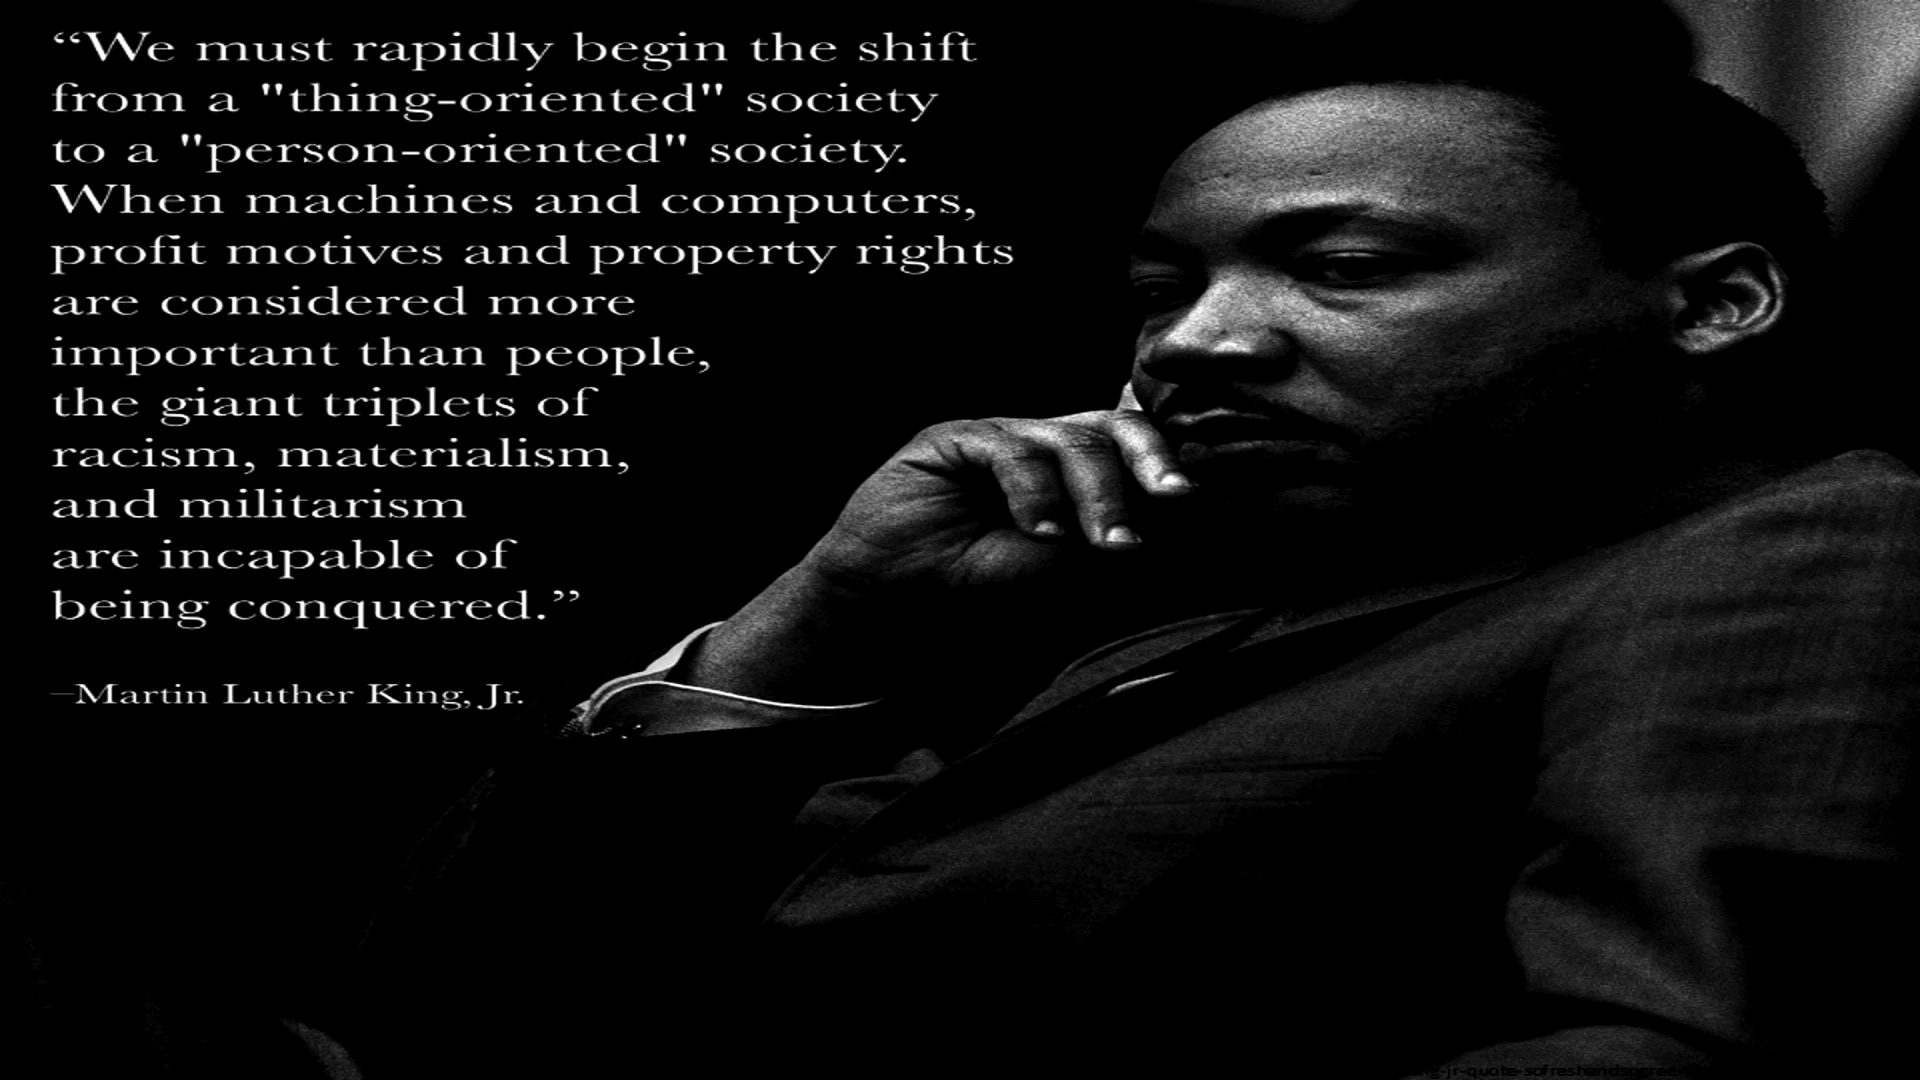 “We must rapidly begin the shift
from a "thing-oriented" society
to a "person-oriented" society.
When machines and computers,
profit motives and property rights
are considered more
important than people,
the giant triplets of
racism, materialism,
and militarism
are incapable of
being conquered.”
–Martin Luther King, Jr.